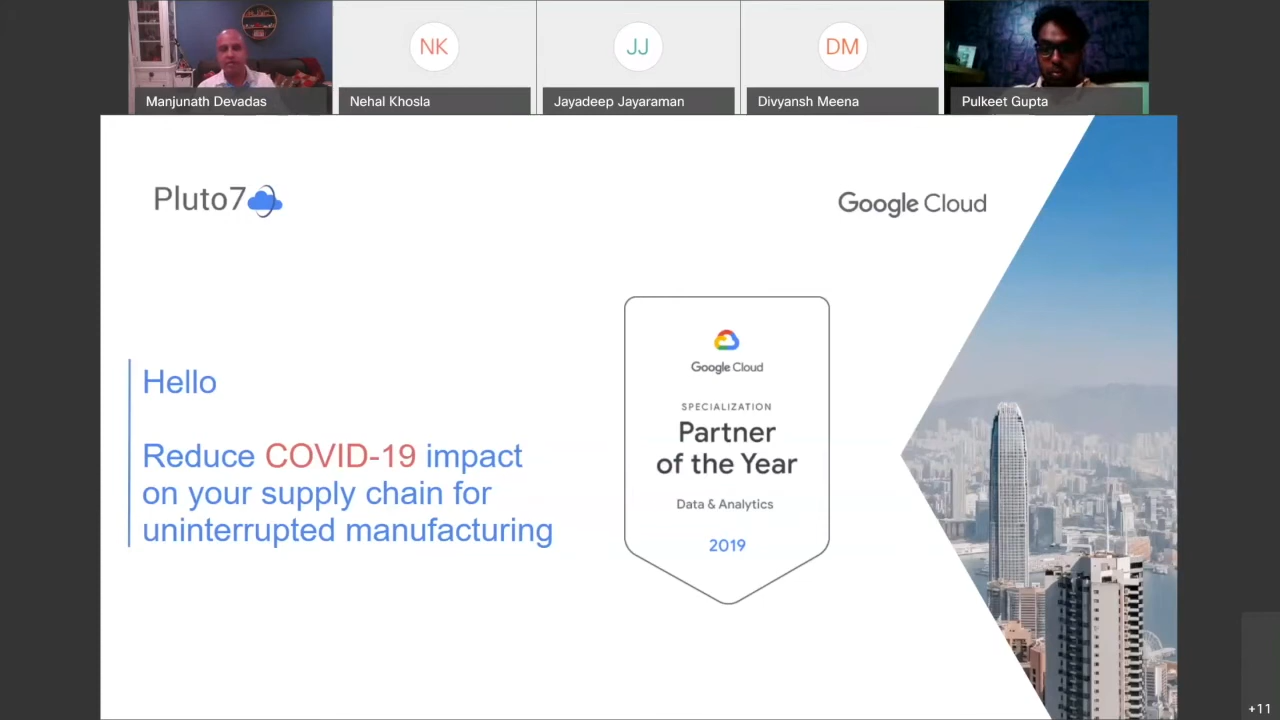 NK
JJ
DM
Manjunath Devadas
Nehal Khosla
Jayadeep Jayaraman
Divyansh Meena
Pulkeet Gupta
Pluto7
Google Cloud
Hello
Reduce COVID-19 impact
on your supply chain for
uninterrupted manufacturing
Google Cloud
SPECIALIZATION
Partner
of the Year
Data & Analytics
2019
+11